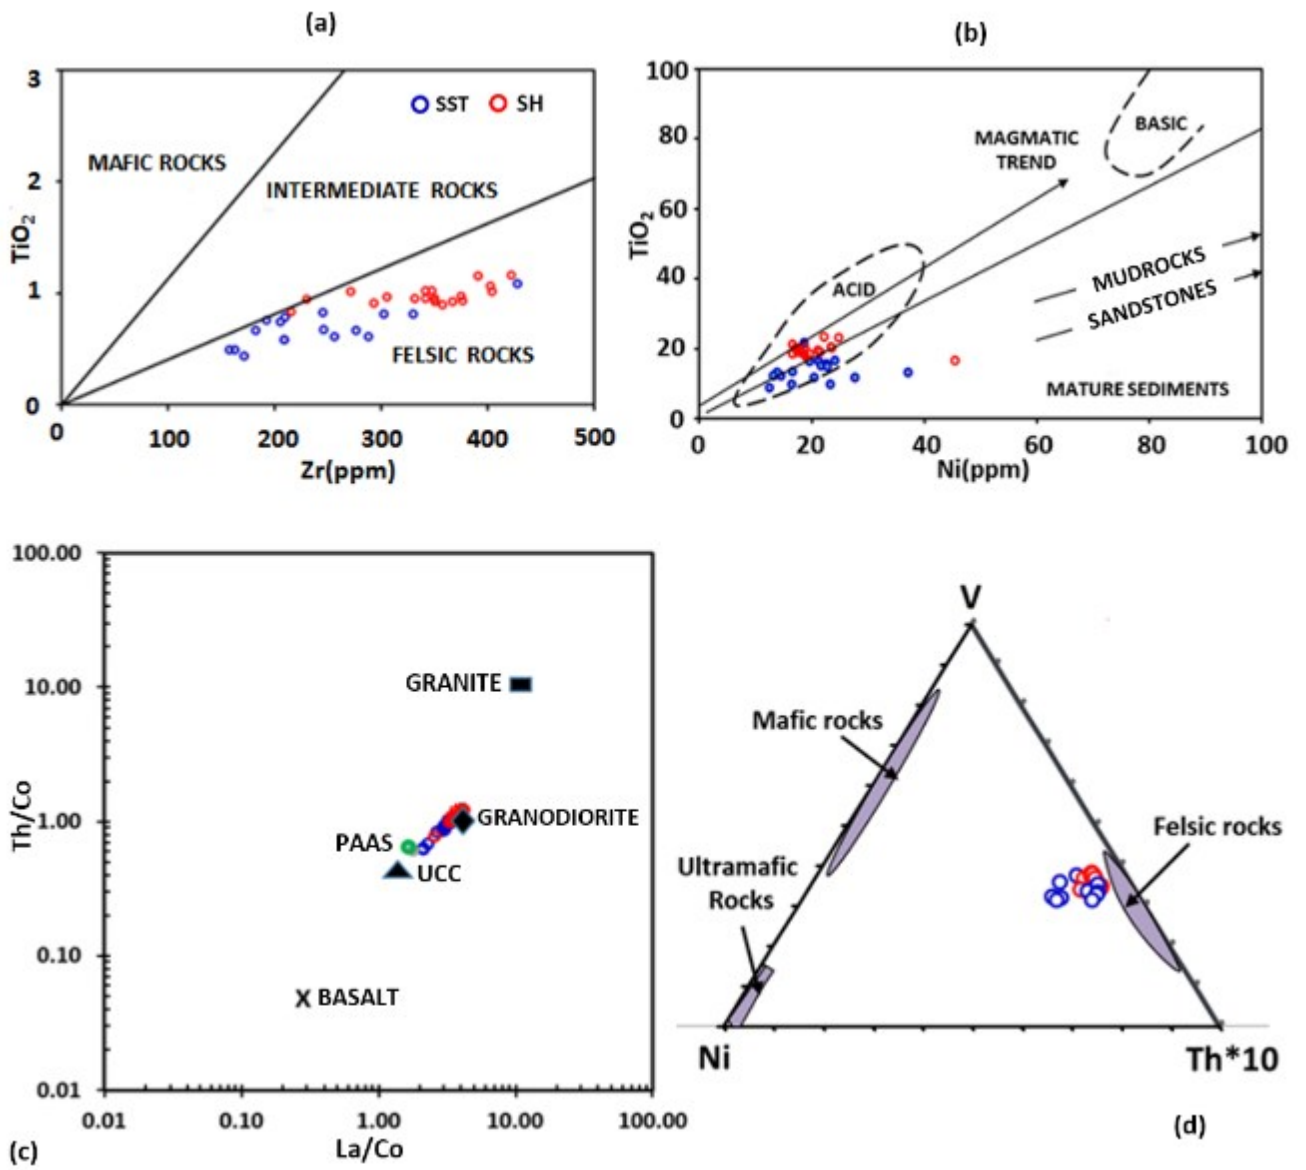 (a)
3
2
1
0
TiO2
SST
SH
MAFIC ROCKS
INTERMEDIATE ROCKS
FELSIC ROCKS
0
100
200
300
400
500
Zr(ppm)
(b)
100
80
60
40
20
0
TiO2
BASIC
MAGMATIC
TREND
ACID
MUDROCKS
SANDSTONES
MATURE SEDIMENTS
0
20
40
60
80
100
Ni(ppm)
100.00
10.00
1.00
0.10
0.01
Th/Co
GRANITE
GRANODIORITE
PAAS
UCC
X BASALT
0.01
0.10
1.00
10.00
100.00
La/Co
(c)
V
Mafic rocks
Felsic rocks
Ultramafic
Rocks
Ni
Th*10
(d)